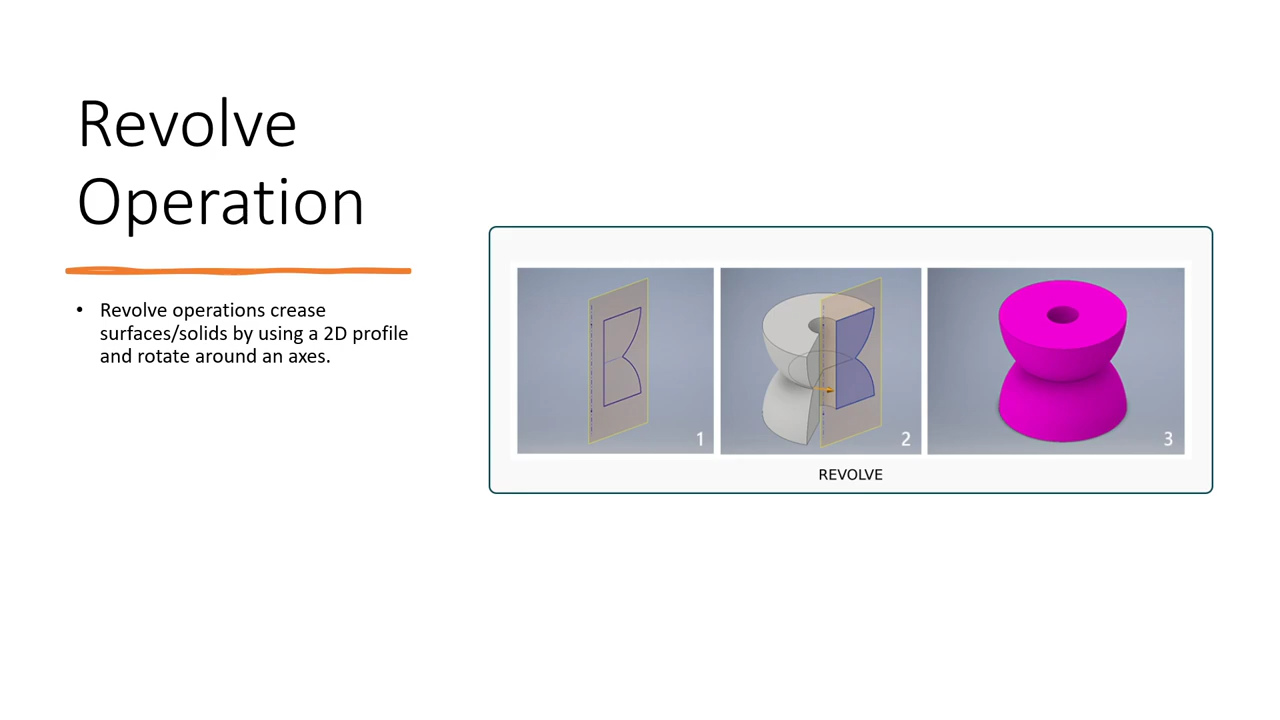 Revolve
Operation
• Revolve operations crease
surfaces/solids by using a 2D profile
and rotate around an axes.
1
2
3
REVOLVE